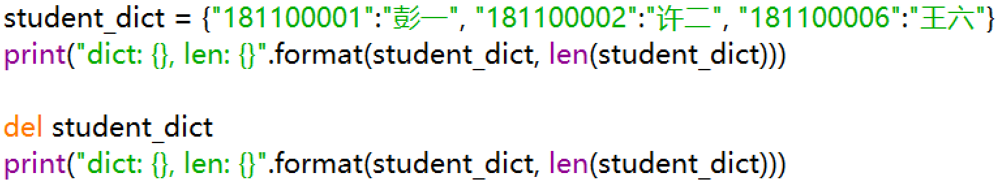 student_dict = {"181100001":"彭一", "181100002":"许二", "181100006":"王六"}
print("dict: {}, len: {}".format(student_dict, len(student_dict)))
del student_dict
print("dict: {}, len: {}".format(student_dict, len(student_dict)))